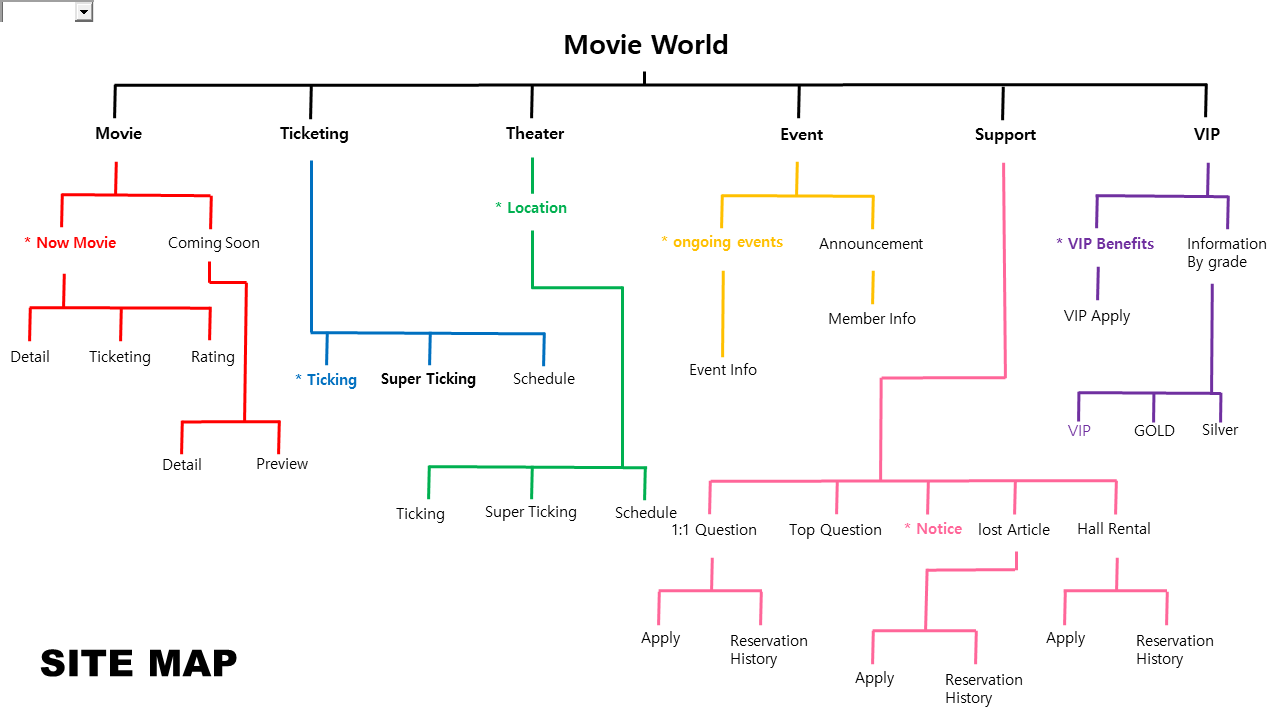 Movie World
Movie
Ticketing
Theater
Event
Support
VIP
* Location
* Now Movie
Coming Soon
* ongoing events
Announcement
* VIP Benefits
Information
By grade
VIP Apply
Member Info
Detail
Ticketing
Rating
* Ticking
Super Ticking
Schedule
Event Info
VIP
GOLD
Silver
Detail
Preview
Ticking
Super Ticking
Schedule
1:1 Question
Top Question
* Notice
lost Article
Hall Rental
Apply
Reservation
History
Apply
Reservation
History
Apply
Reservation
History
SITE MAP